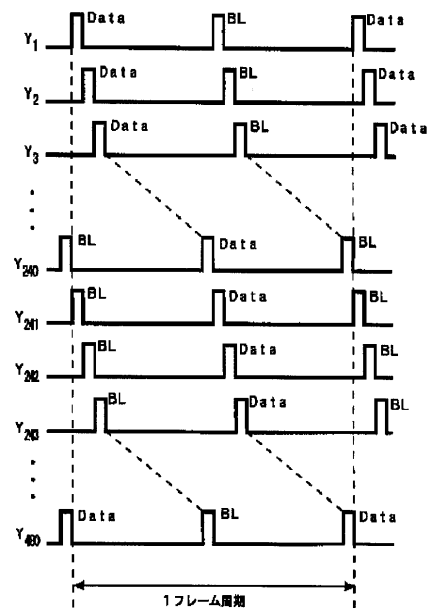 Y1 Data BL Data
Y2 Data BL Data
Y3 Data BL Data
Y240 BL Data BL
Y241 BL Data BL
Y242 BL Data BL
Y243 BL Data BL
Y480 Data BL Data
1フレーム周期